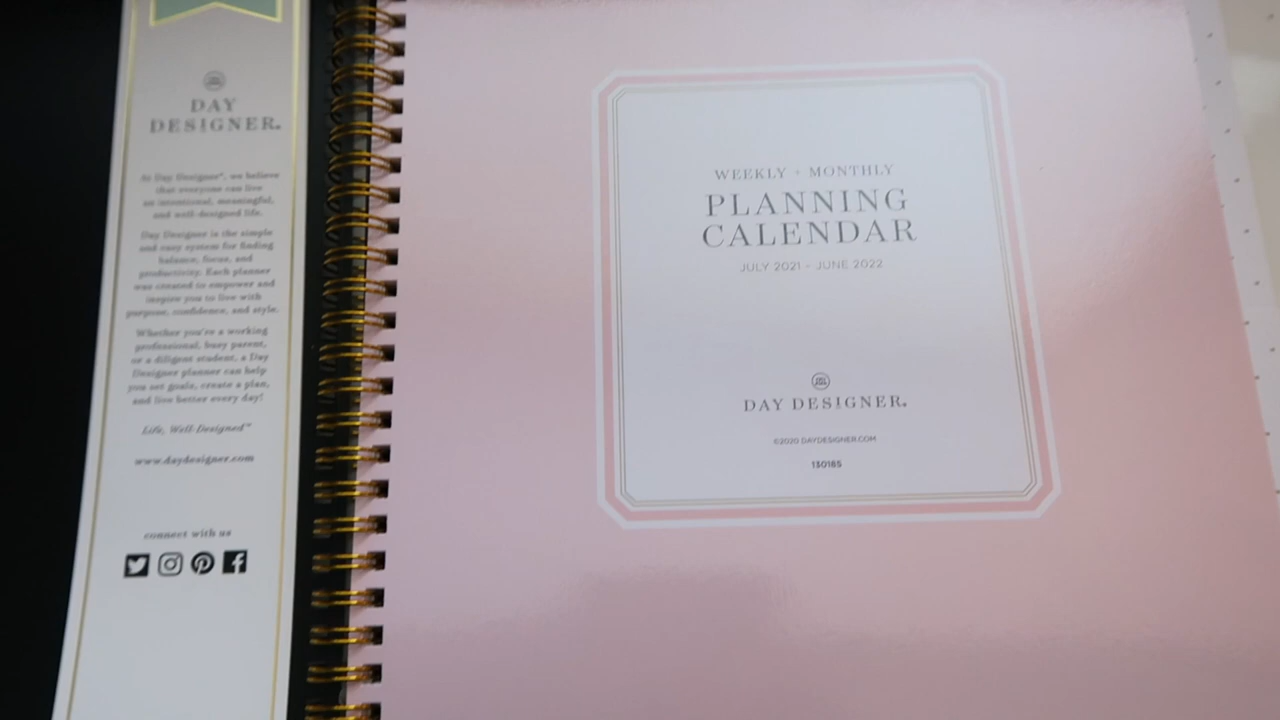 DAY
DESIGNER.
At Day Designer®, we believe
that everyone can live
an intentional, meaningful,
and well-designed life.
Day Designer is the simple
and easy system for finding
balance, focus, and
productivity. Each planner
was created to empower and
inspire you to live with
purpose, confidence, and style.
Whether you're a working
professional, busy parent,
or a diligent student, a Day
Designer planner can help
you set goals, create a plan,
and live better every day!
Life, Well-Designed™
www.daydesigner.com
connect with us
WEEKLY + MONTHLY
PLANNING
CALENDAR
JULY 2021 - JUNE 2022
DAY DESIGNER.
©2020 DAYDESIGNER.COM
130185